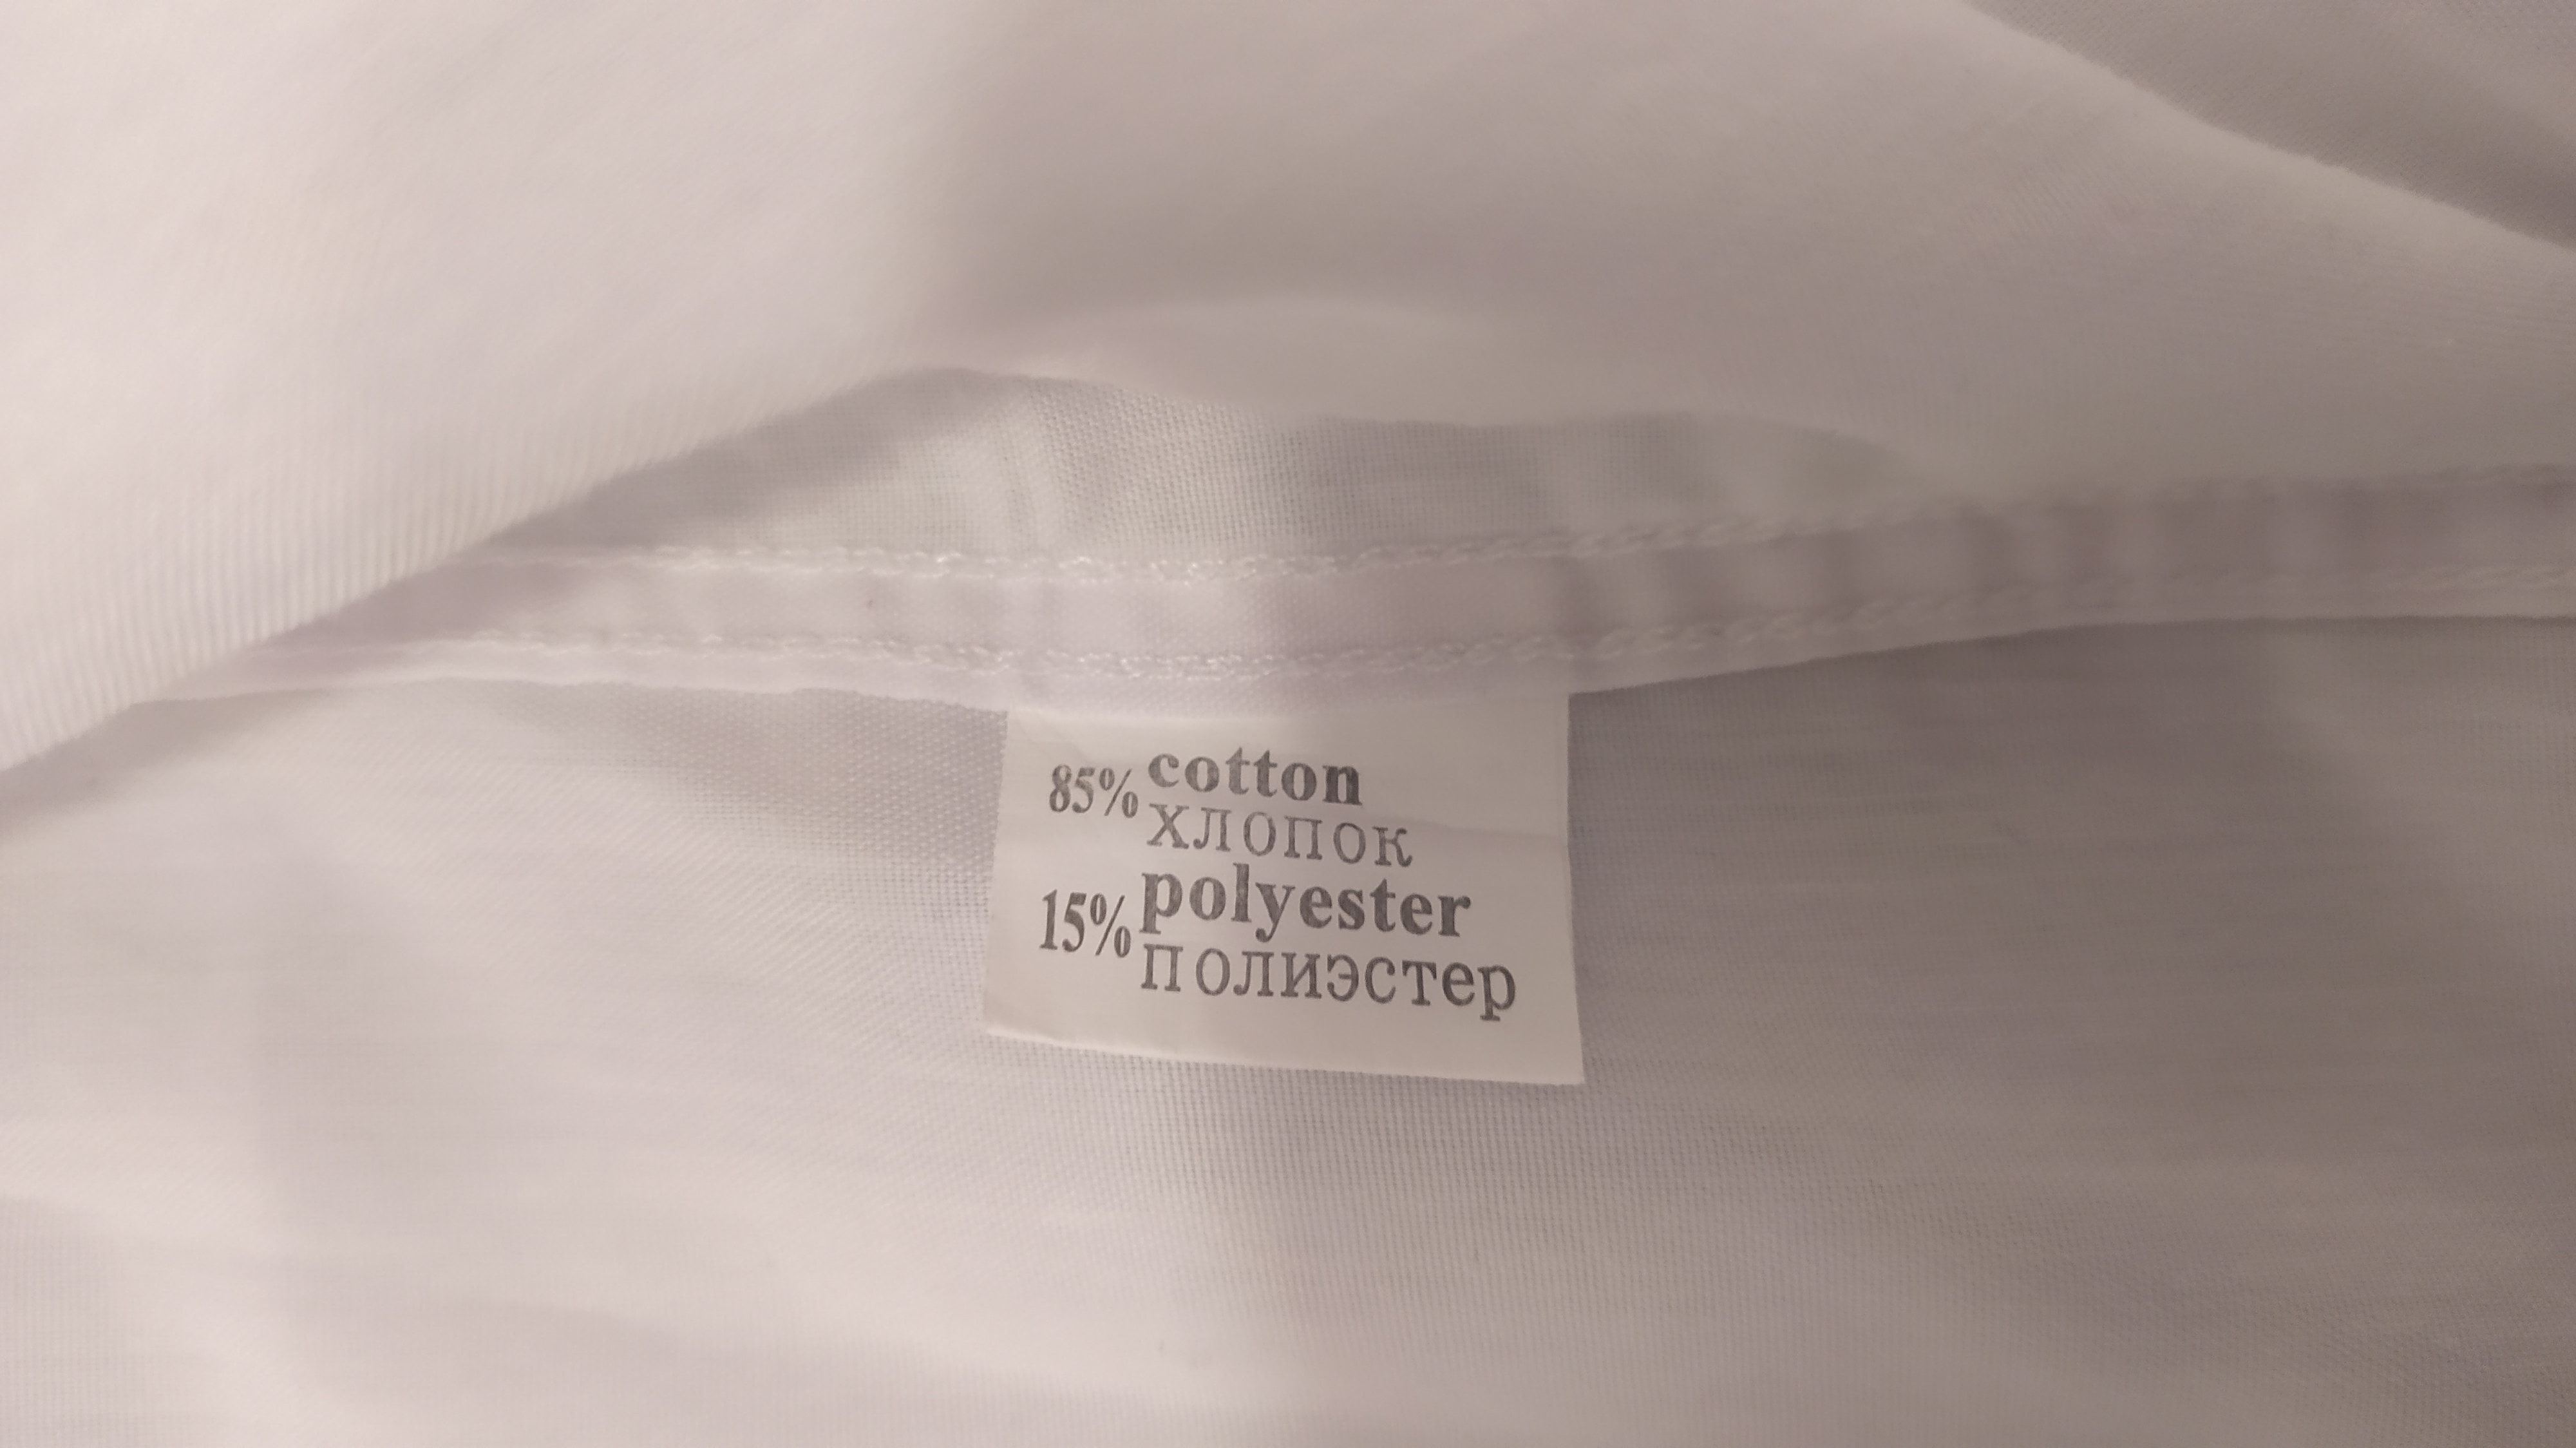 85% cotton
хлопок
15% polyester
полиэстер